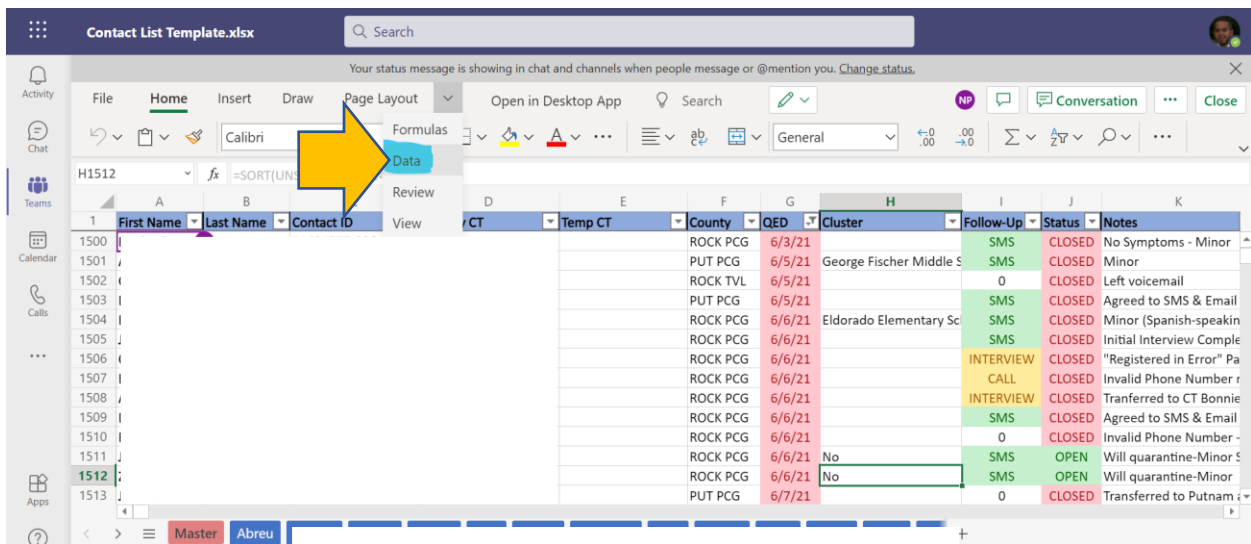 Contact List Template.xlsx
Search
Your status message is showing in chat and channels when people message or @mention you. Change status.
Activity
Chat
Teams
Calendar
Calls
Apps
File Home Insert Draw Page Layout Open in Desktop App Search NP Conversation ... Close
Formulas
Data
Review
View
Calibri A ... ab General .00 .00 ...
H1512 fx =SORT(UNS
A B D E F G H I J K
1 First Name Last Name Contact ID CT Temp CT County QED Cluster Follow-Up Status Notes
1500 ROCK PCG 6/3/21 SMS CLOSED No Symptoms - Minor
1501 PUT PCG 6/5/21 George Fischer Middle S SMS CLOSED Minor
1502 ROCK TVL 6/5/21 0 CLOSED Left voicemail
1503 PUT PCG 6/5/21 SMS CLOSED Agreed to SMS & Email
1504 ROCK PCG 6/6/21 Eldorado Elementary Sc SMS CLOSED Minor (Spanish-speakin
1505 ROCK PCG 6/6/21 SMS CLOSED Initial Interview Comple
1506 ROCK PCG 6/6/21 INTERVIEW CLOSED "Registered in Error" Pa
1507 ROCK PCG 6/6/21 CALL CLOSED Invalid Phone Number
1508 ROCK PCG 6/6/21 INTERVIEW CLOSED Tranferred to CT Bonnie
1509 ROCK PCG 6/6/21 SMS CLOSED Agreed to SMS & Email
1510 ROCK PCG 6/6/21 0 CLOSED Invalid Phone Number -
1511 ROCK PCG 6/6/21 No SMS OPEN Will quarantine-Minor S
1512 ROCK PCG 6/6/21 No SMS OPEN Will quarantine-Minor
1513 PUT PCG 6/7/21 0 CLOSED Transferred to Putnam
Master Abreu